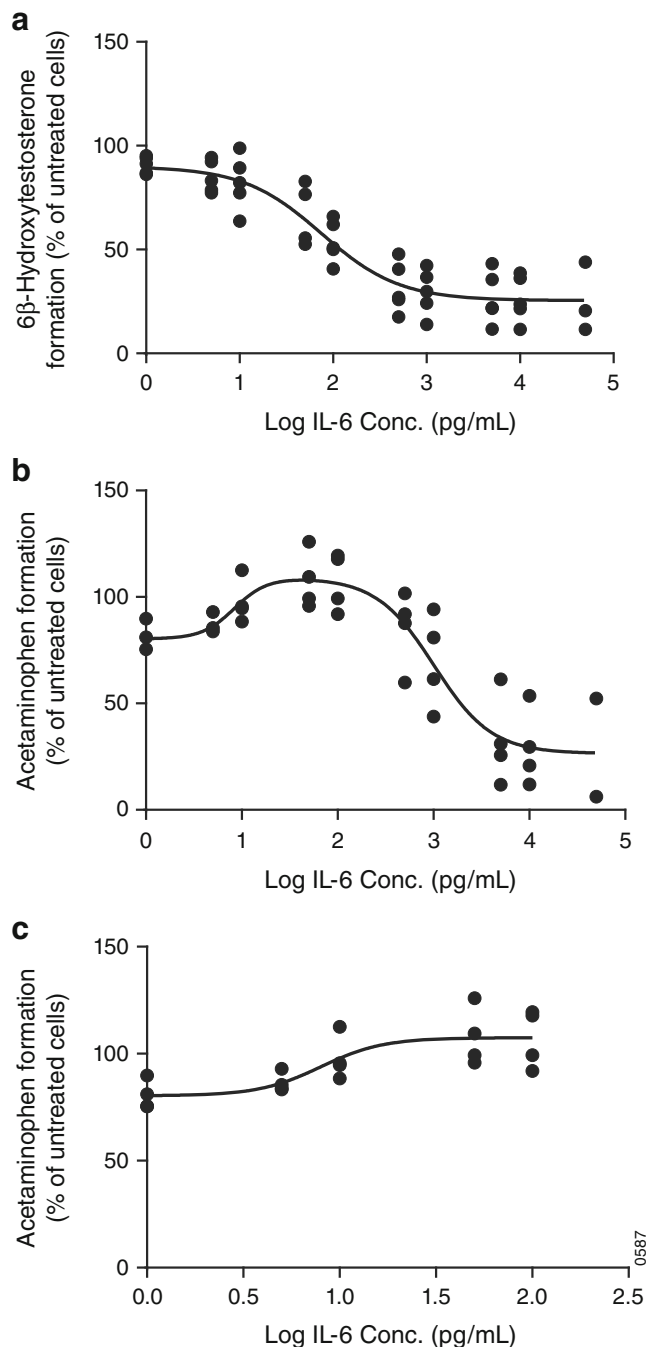 a
6β-Hydroxytestosterone
formation (% of untreated cells)
150
100
50
0
0 1 2 3 4 5
Log IL-6 Conc. (pg/mL)
b
Acetaminophen formation
(% of untreated cells)
150
100
50
0
0 1 2 3 4 5
Log IL-6 Conc. (pg/mL)
c
Acetaminophen formation
(% of untreated cells)
150
100
50
0
0.0 0.5 1.0 1.5 2.0 2.5
Log IL-6 Conc. (pg/mL)
0587